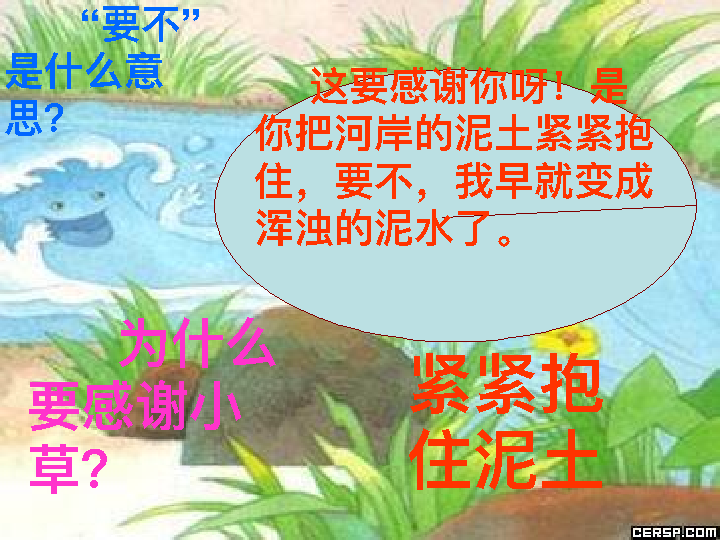 “要不”
是什么意
思？
这要感谢你呀！是
你把河岸的泥土紧紧抱
住，要不，我早就变成
浑浊的泥水了。
为什么
要感谢小
草？
紧紧抱
住泥土
CERSP.COM